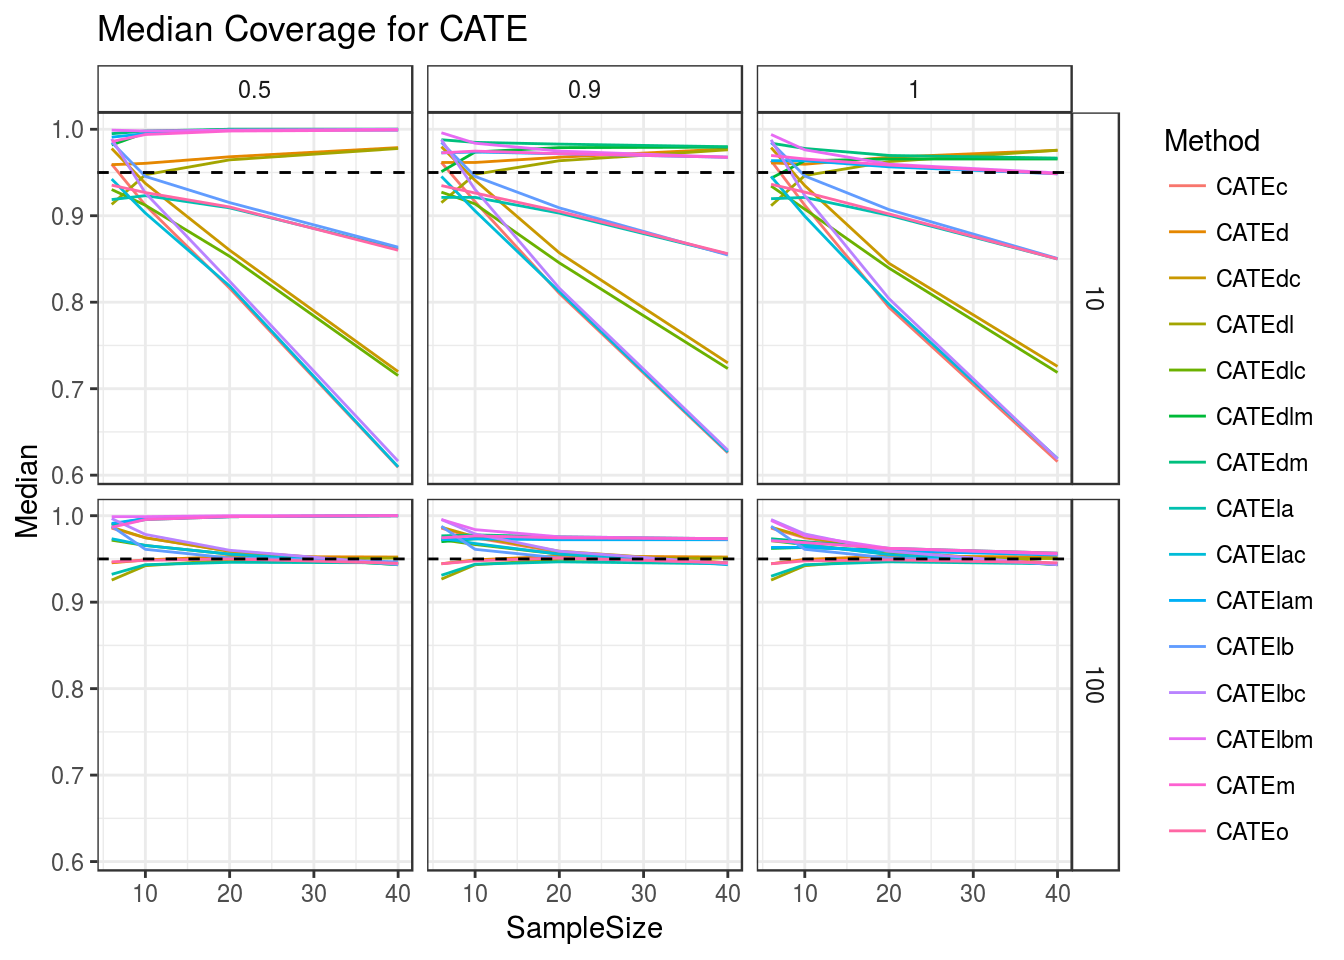 Median Coverage for CATE
0.5
0.9
1
1.0
0.9
0.8
0.7
0.6
10
1.0
0.9
0.8
0.7
0.6
100
Median
10
20
30
40
10
20
30
40
10
20
30
40
SampleSize
Method
CATEc
CATEd
CATEdc
CATEdl
CATEdlc
CATEdlm
CATEdm
CATEla
CATElac
CATElam
CATElb
CATElbc
CATElbm
CATEm
CATEo